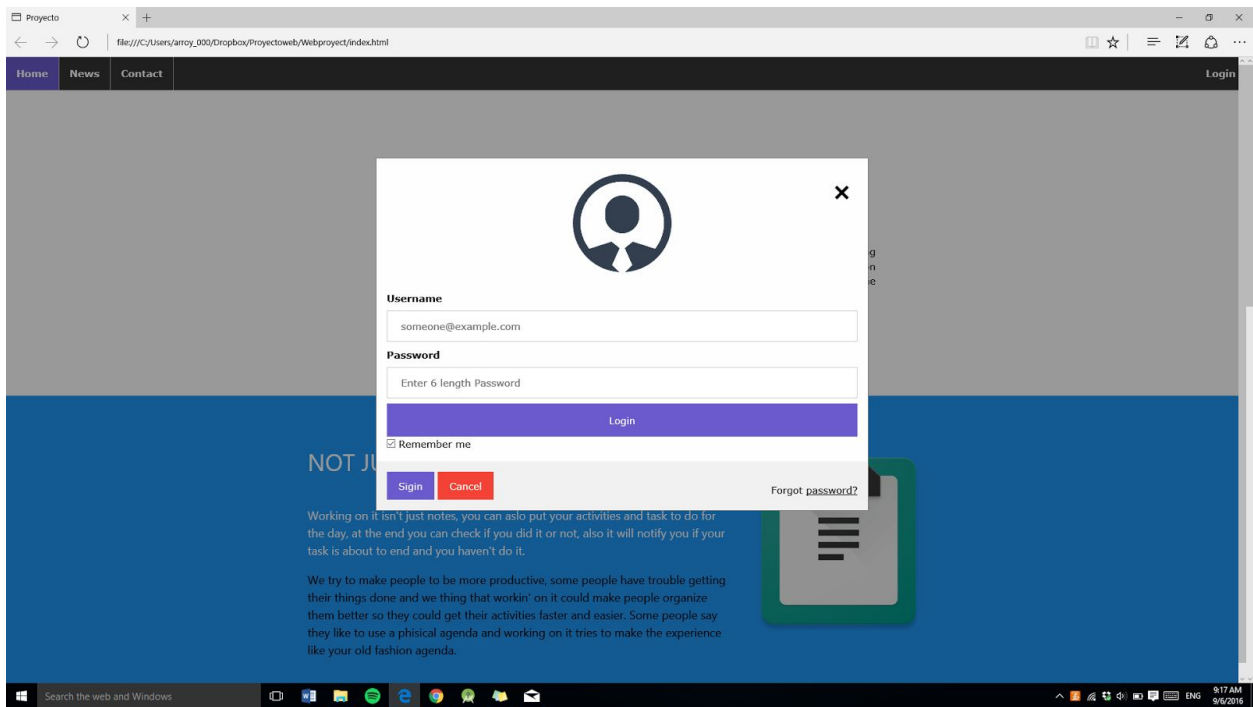 Proyecto
file:///C:/Users/arroy_000/Dropbox/Proyectoweb/Webproyect/index.html
Home News Contact Login
Username
someone@example.com
Password
Enter 6 length Password
Login
Remember me
Sigin Cancel Forgot password?
NOT
Working on it isn't just notes, you can aslo put your activities and task to do for
the day, at the end you can check if you did it or not, also it will notify you if your
task is about to end and you haven't do it.
We try to make people to be more productive, some people have trouble getting
their things done and we thing that workin' on it could make people organize
them better so they could get their activities faster and easier. Some people say
they like to use a phisical agenda and working on it tries to make the experience
like your old fashion agenda.
Search the web and Windows
ENG 9:17 AM
9/6/2016